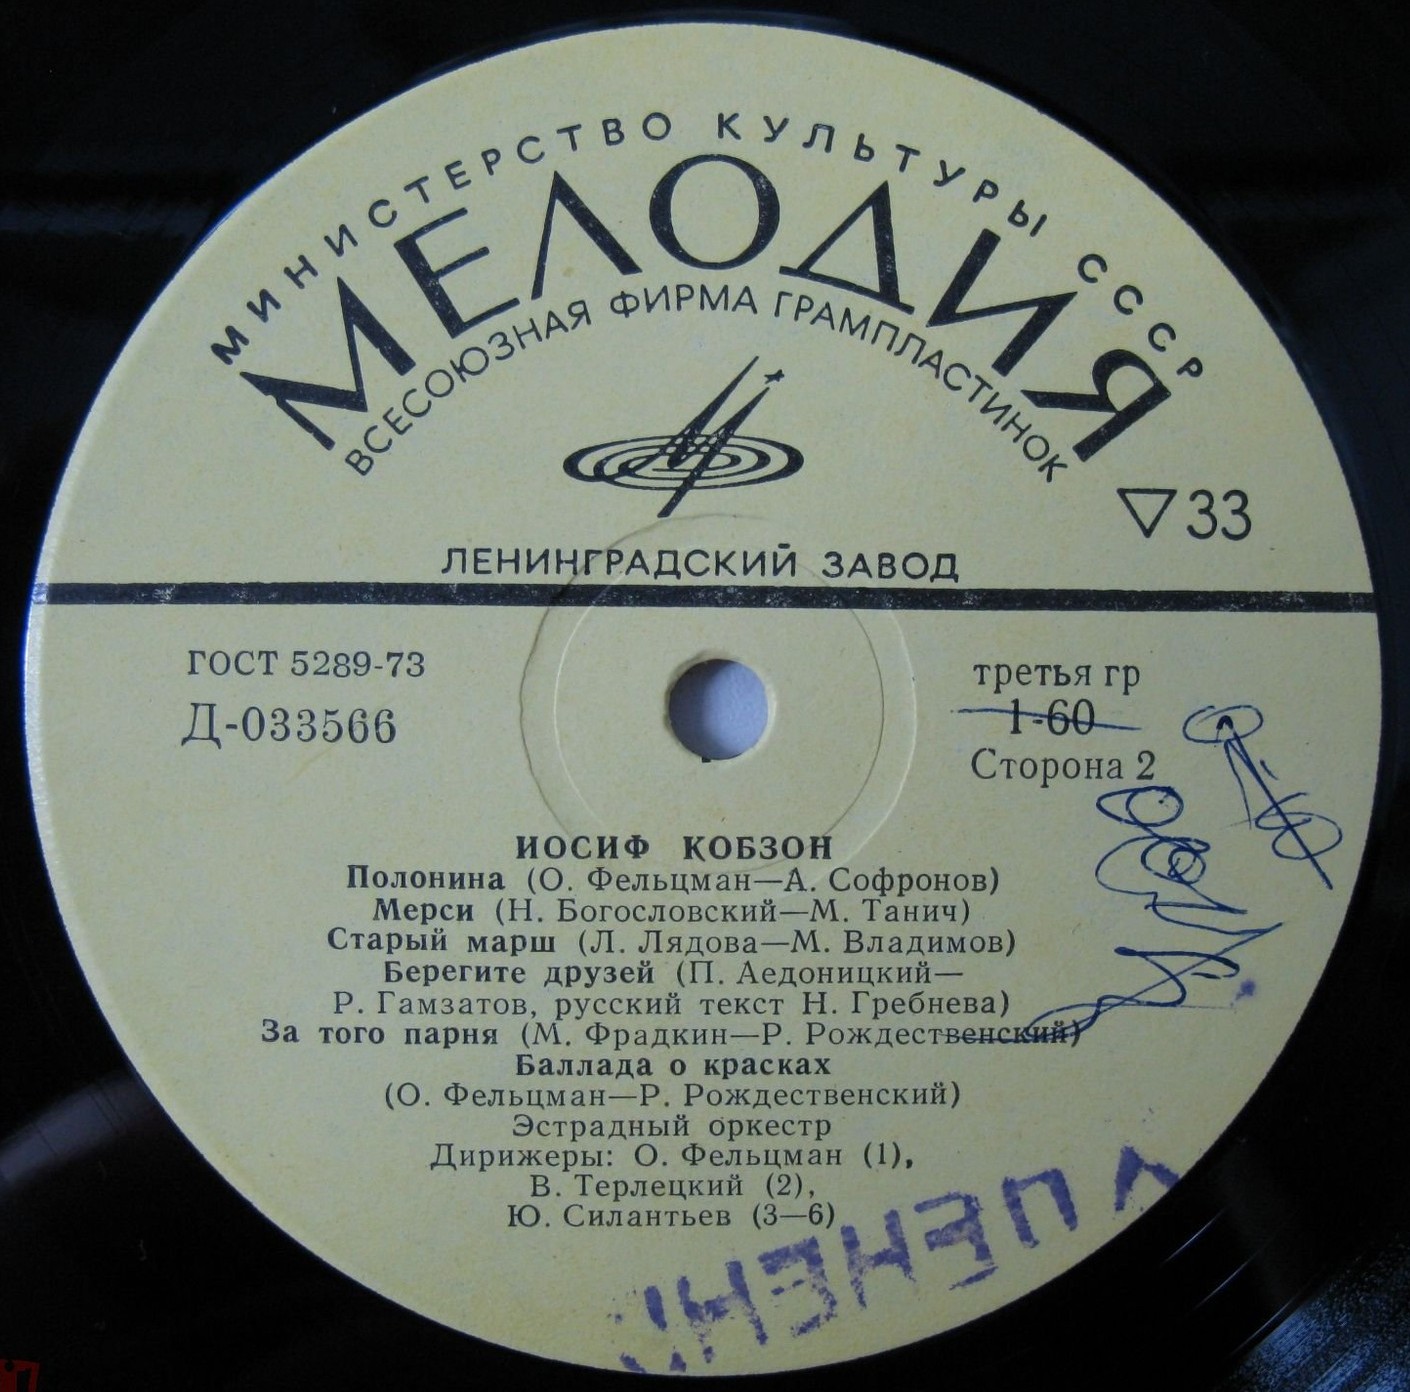 МИНИСТЕРСТВО КУЛЬТУРЫ СССР
МЕЛОДИЯ
ВСЕСОЮЗНАЯ ФИРМА ГРАМПЛАСТИНОК
▽33
ЛЕНИНГРАДСКИЙ ЗАВОД
ГОСТ 5289-73
Д-033566
третья гр
1-60
Сторона 2
ИОСИФ КОБЗОН
Полонина (О. Фельцман—А. Софронов)
Мерси (Н. Богословский—М. Танич)
Старый марш (Л. Лядова—М. Владимов)
Берегите друзей (П. Аедоницкий—
Р. Гамзатов, русский текст Н. Гребнева)
За того парня (М. Фрадкин—Р. Рождественский)
Баллада о красках
(О. Фельцман—Р. Рождественский)
Эстрадный оркестр
Дирижеры: О. Фельцман (1),
В. Терлецкий (2),
Ю. Силантьев (3—6)